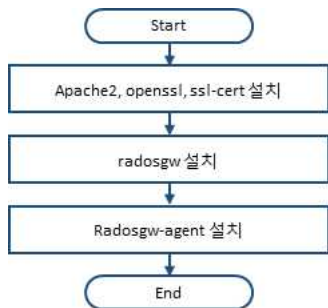 Start
Apache2, openssl, ssl-cert 설치
radosgw 설치
Radosgw-agent 설치
End